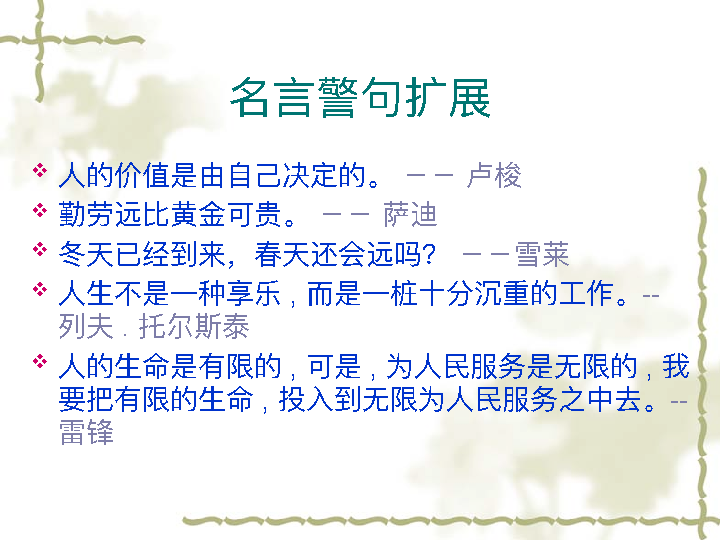 名言警句扩展
人的价值是由自己决定的。 －－ 卢梭
勤劳远比黄金可贵。 －－ 萨迪
冬天已经到来，春天还会远吗？ －－雪莱
人生不是一种享乐 , 而是一桩十分沉重的工作。--
列夫 . 托尔斯泰
人的生命是有限的 , 可是 , 为人民服务是无限的 , 我
要把有限的生命 , 投入到无限为人民服务之中去。--
雷锋